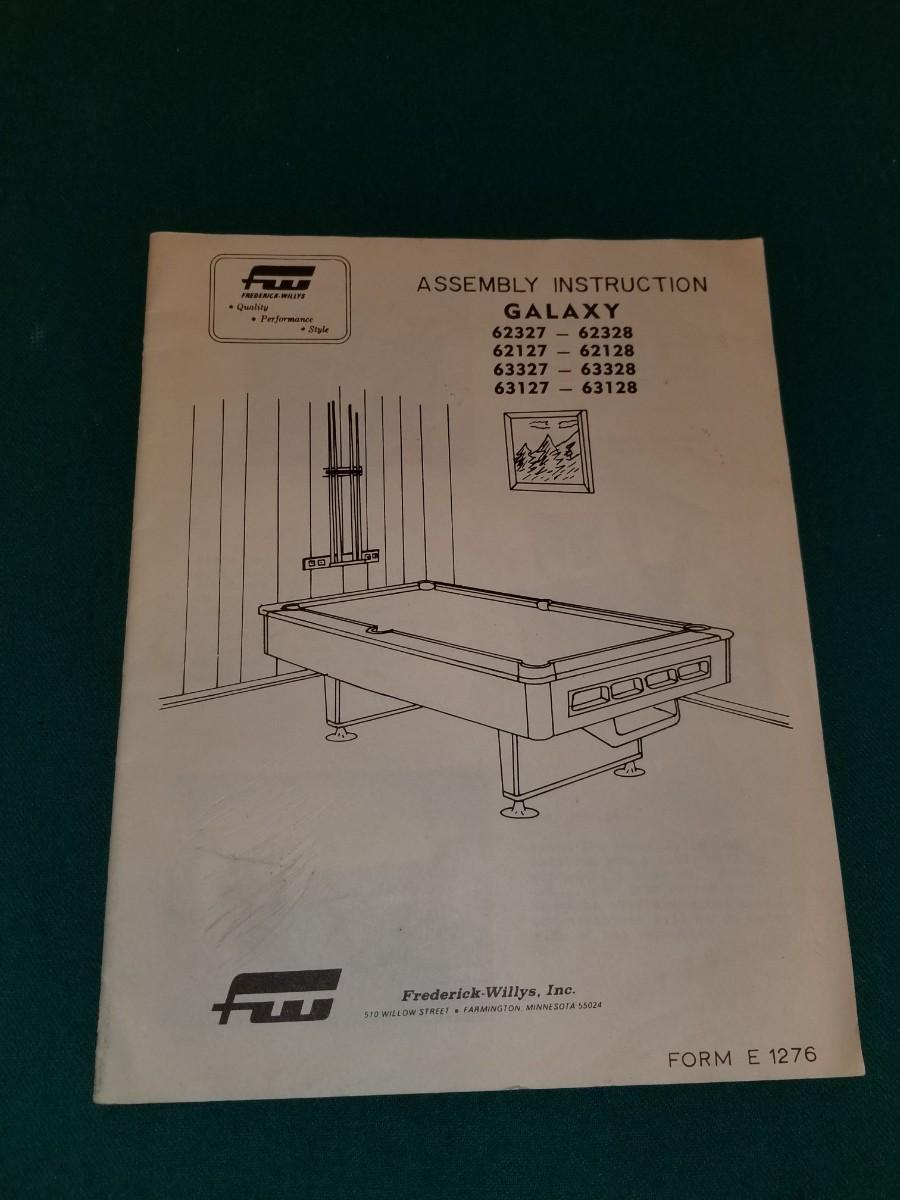 fw
FREDERICK-WILLYS
• Quality
• Performance
• Style
ASSEMBLY INSTRUCTION
GALAXY
62327 — 62328
62127 — 62128
63327 — 63328
63127 — 63128
fw
Frederick-Willys, Inc.
510 WILLOW STREET • FARMINGTON, MINNESOTA 55024
FORM E 1276